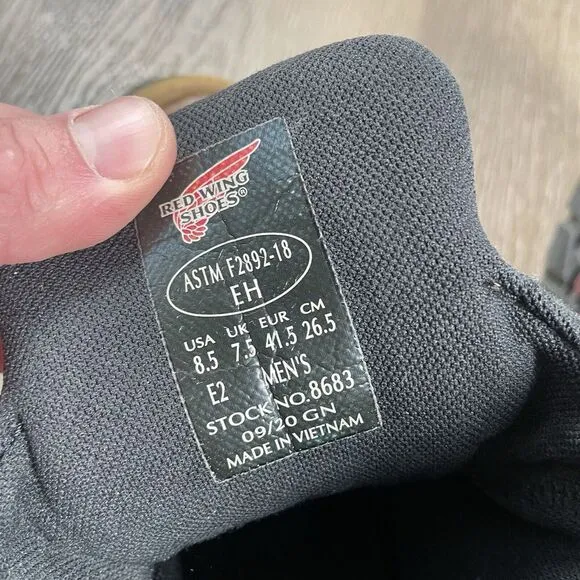 RED WING
SHOES®
ASTM F2892-18
EH
USA UK EUR CM
8.5 7.5 41.5 26.5
E2 MEN'S
STOCK NO. 8683
09/20 GN
MADE IN VIETNAM